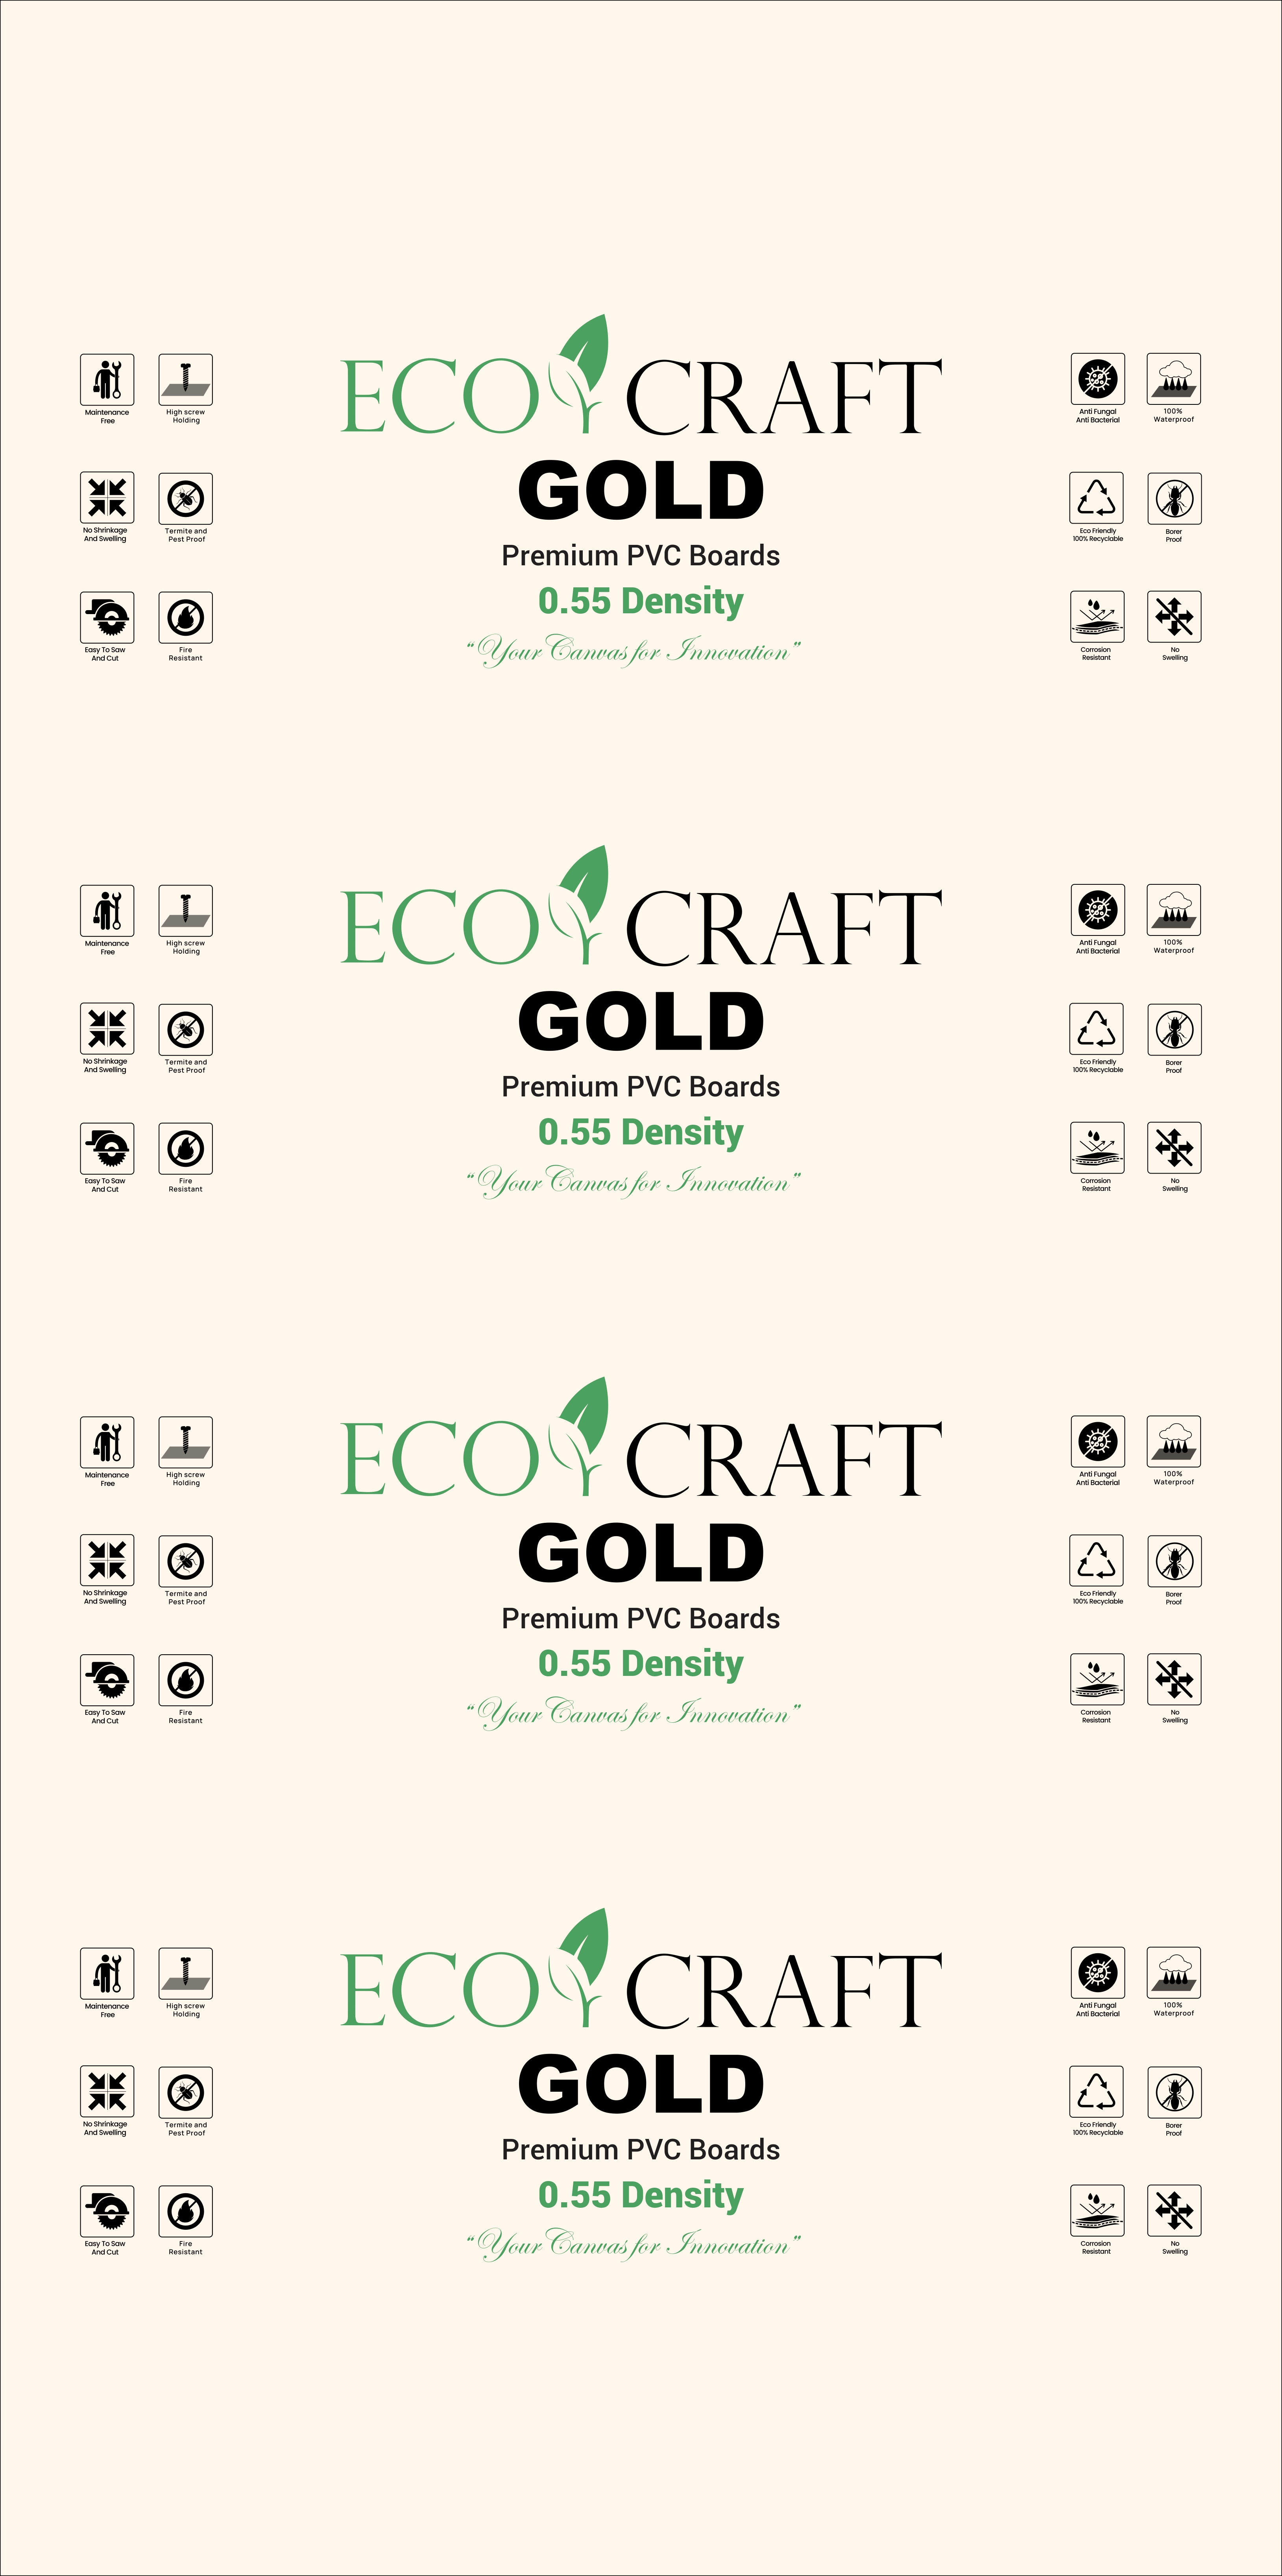 ECO CRAFT
GOLD
Premium PVC Boards
0.55 Density
“Your Canvas for Innovation”
Maintenance
Free
High screw
Holding
No Shrinkage
And Swelling
Termite and
Pest Proof
Easy To Saw
And Cut
Fire
Resistant
Anti Fungal
Anti Bacterial
100%
Waterproof
Eco Friendly
100% Recyclable
Borer
Proof
Corrosion
Resistant
No
Swelling
ECO CRAFT
GOLD
Premium PVC Boards
0.55 Density
“Your Canvas for Innovation”
Maintenance
Free
High screw
Holding
No Shrinkage
And Swelling
Termite and
Pest Proof
Easy To Saw
And Cut
Fire
Resistant
Anti Fungal
Anti Bacterial
100%
Waterproof
Eco Friendly
100% Recyclable
Borer
Proof
Corrosion
Resistant
No
Swelling
ECO CRAFT
GOLD
Premium PVC Boards
0.55 Density
“Your Canvas for Innovation”
Maintenance
Free
High screw
Holding
No Shrinkage
And Swelling
Termite and
Pest Proof
Easy To Saw
And Cut
Fire
Resistant
Anti Fungal
Anti Bacterial
100%
Waterproof
Eco Friendly
100% Recyclable
Borer
Proof
Corrosion
Resistant
No
Swelling
ECO CRAFT
GOLD
Premium PVC Boards
0.55 Density
“Your Canvas for Innovation”
Maintenance
Free
High screw
Holding
No Shrinkage
And Swelling
Termite and
Pest Proof
Easy To Saw
And Cut
Fire
Resistant
Anti Fungal
Anti Bacterial
100%
Waterproof
Eco Friendly
100% Recyclable
Borer
Proof
Corrosion
Resistant
No
Swelling